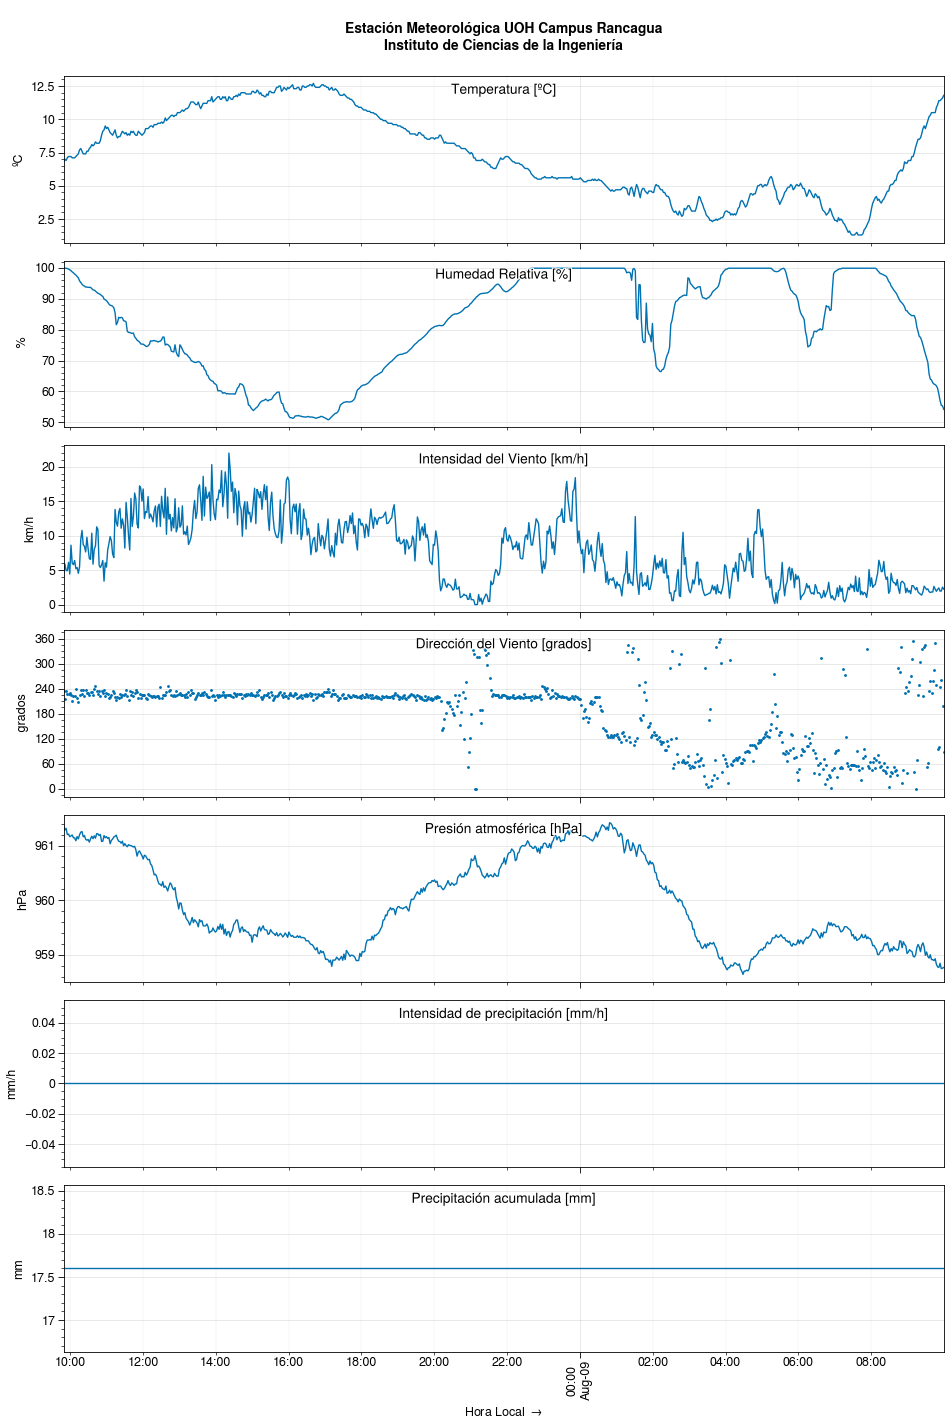 Estación Meteorológica UOH Campus Rancagua
Instituto de Ciencias de la Ingeniería
Temperatura [ºC]
ºC
12.5
10
7.5
5
2.5
Humedad Relativa [%]
%
100
90
80
70
60
50
Intensidad del Viento [km/h]
km/h
20
15
10
5
0
Dirección del Viento [grados]
grados
360
300
240
180
120
60
0
Presión atmosférica [hPa]
hPa
961
960
959
Intensidad de precipitación [mm/h]
mm/h
0.04
0.02
0
−0.02
−0.04
Precipitación acumulada [mm]
mm
18.5
18
17.5
17
10:00
12:00
14:00
16:00
18:00
20:00
22:00
00:00
Aug-09
02:00
04:00
06:00
08:00
Hora Local →